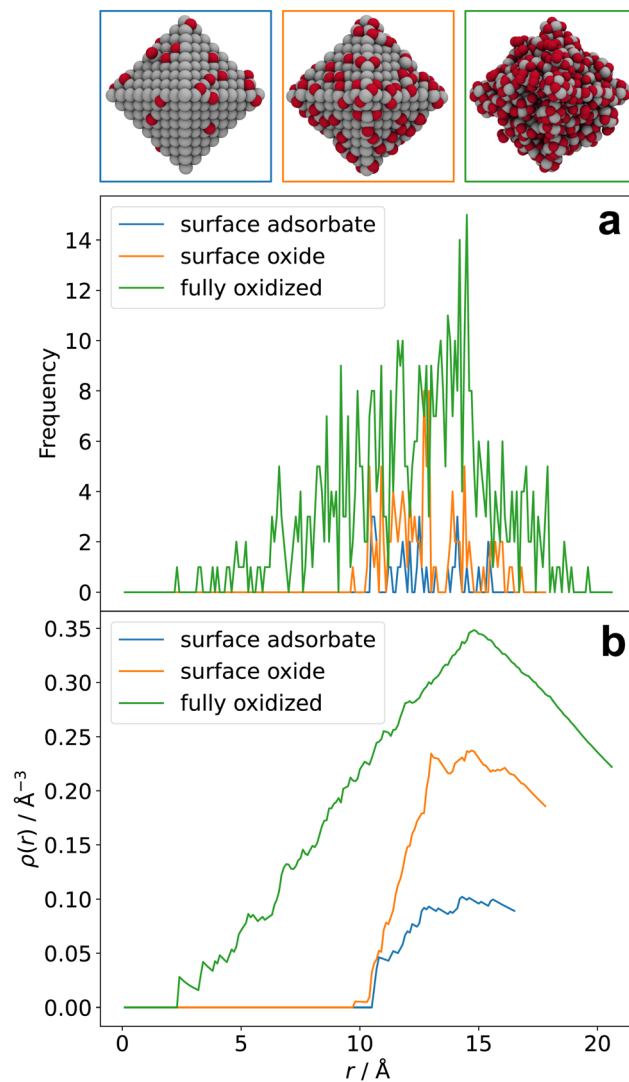 a
surface adsorbate
surface oxide
fully oxidized
Frequency
14
12
10
8
6
4
2
0
b
surface adsorbate
surface oxide
fully oxidized
ρ(r) / Å⁻³
0.35
0.30
0.25
0.20
0.15
0.10
0.05
0.00
0 5 10 15 20
r / Å